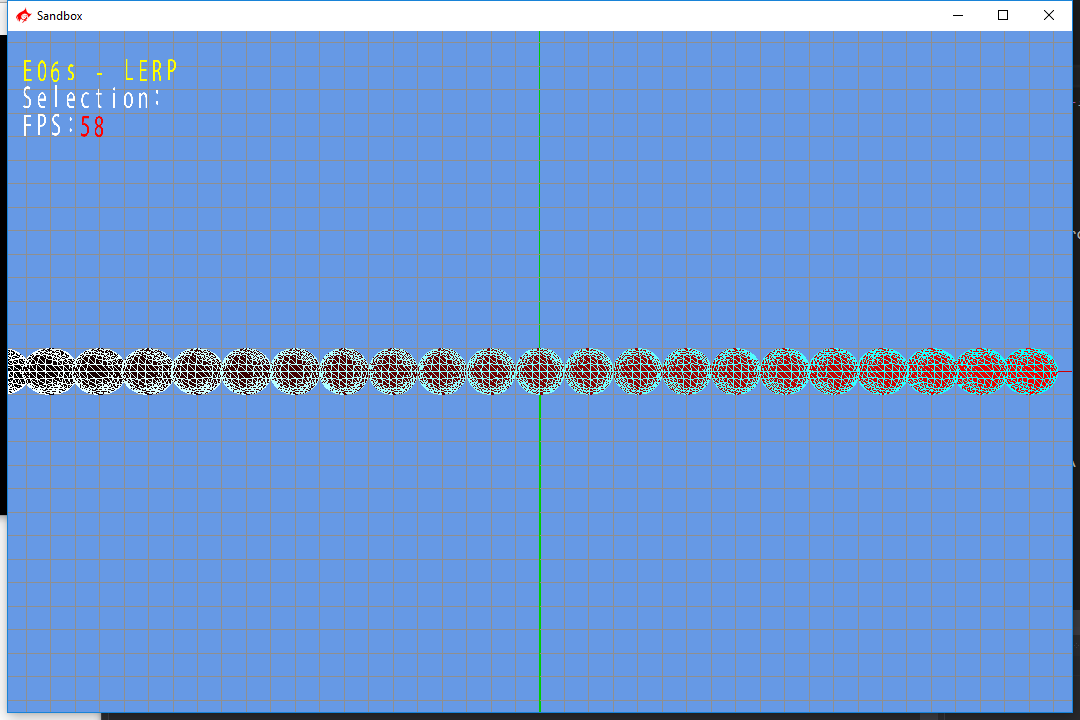 Sandbox
E06s - LERP
Selection:
FPS:58